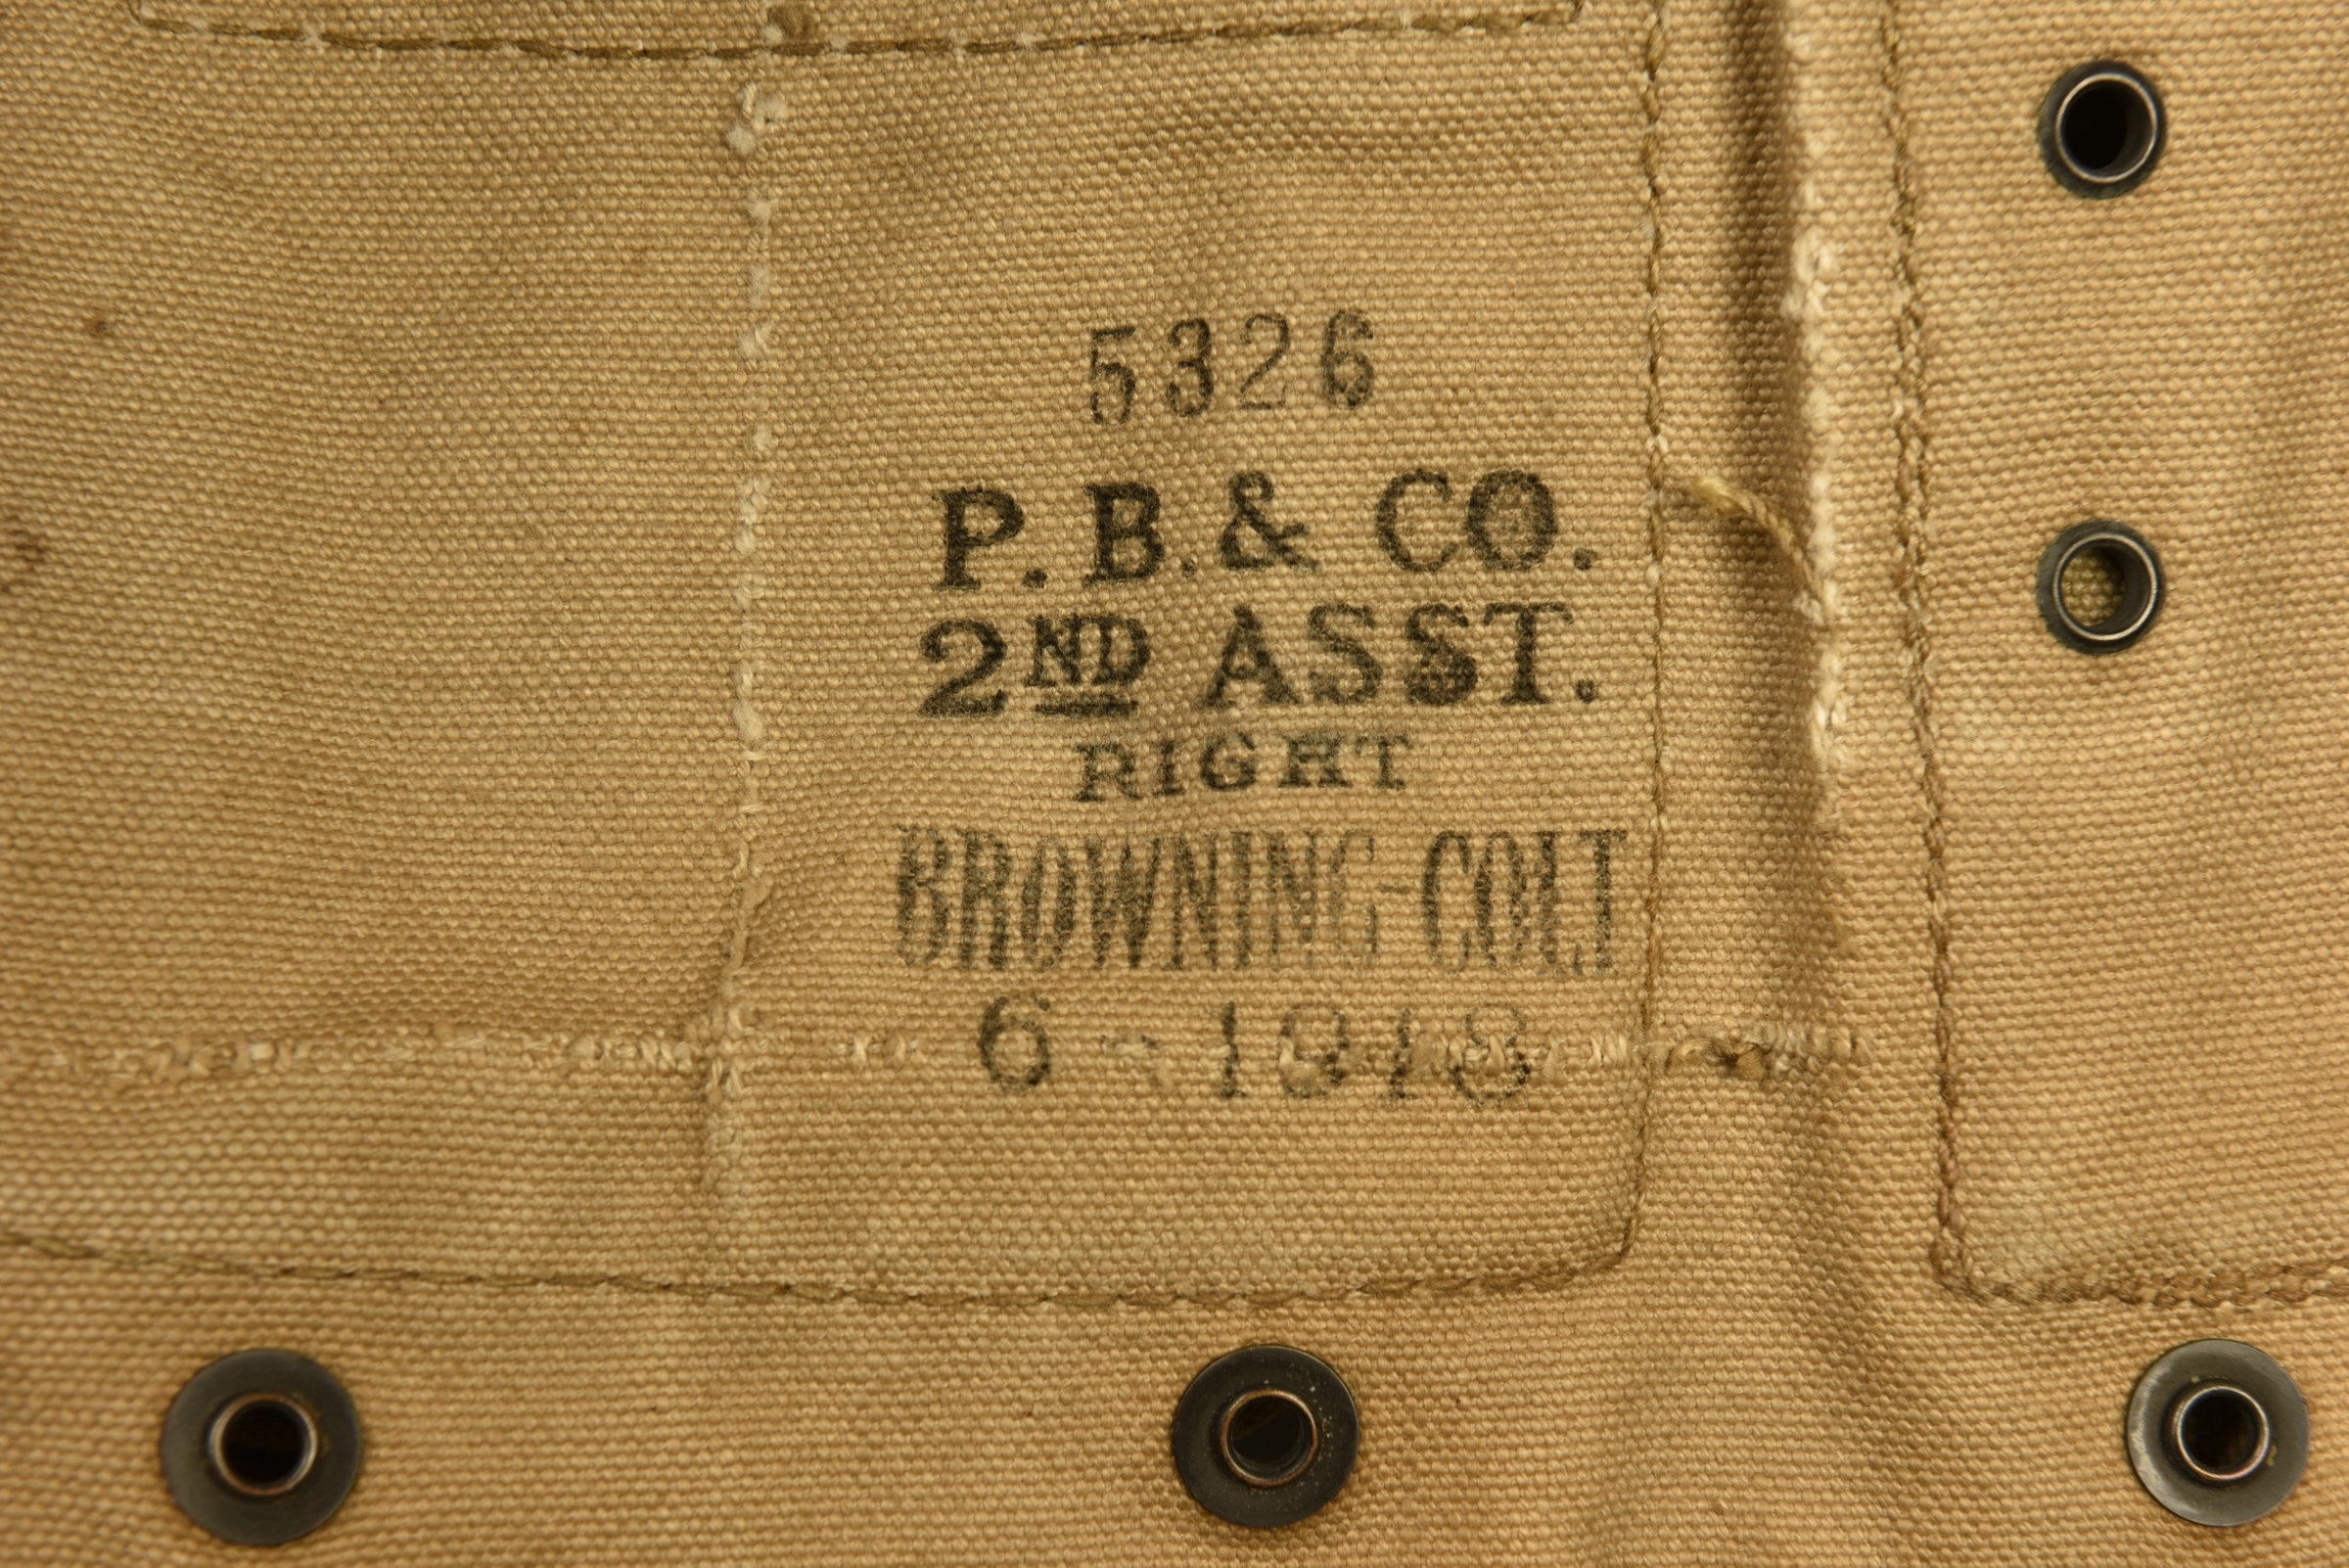 5326
P.B.& CO.
2ND ASST.
RIGHT
BROWNING-COLT
6-1918